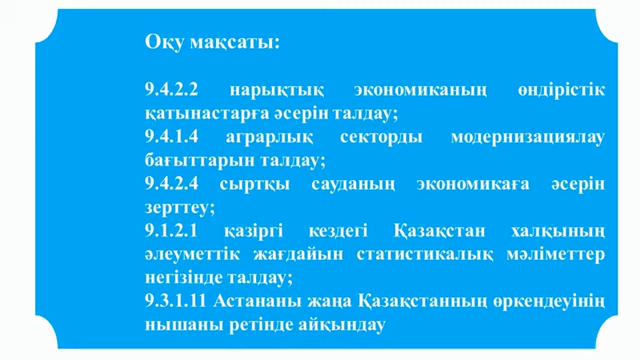 Оқу мақсаты:
9.4.2.2 нарықтық экономиканың өндірістік
қатынастарға әсерін талдау;
9.4.1.4 аграрлық секторды модернизациялау
бағыттарын талдау;
9.4.2.4 сыртқы сауданың экономикаға әсерін
зерттеу;
9.1.2.1 қазіргі кездегі Қазақстан халқының
әлеуметтік жағдайын статистикалық мәліметтер
негізінде талдау;
9.3.1.11 Астананы жаңа Қазақстанның өркендеуінің
нышаны ретінде айқындау